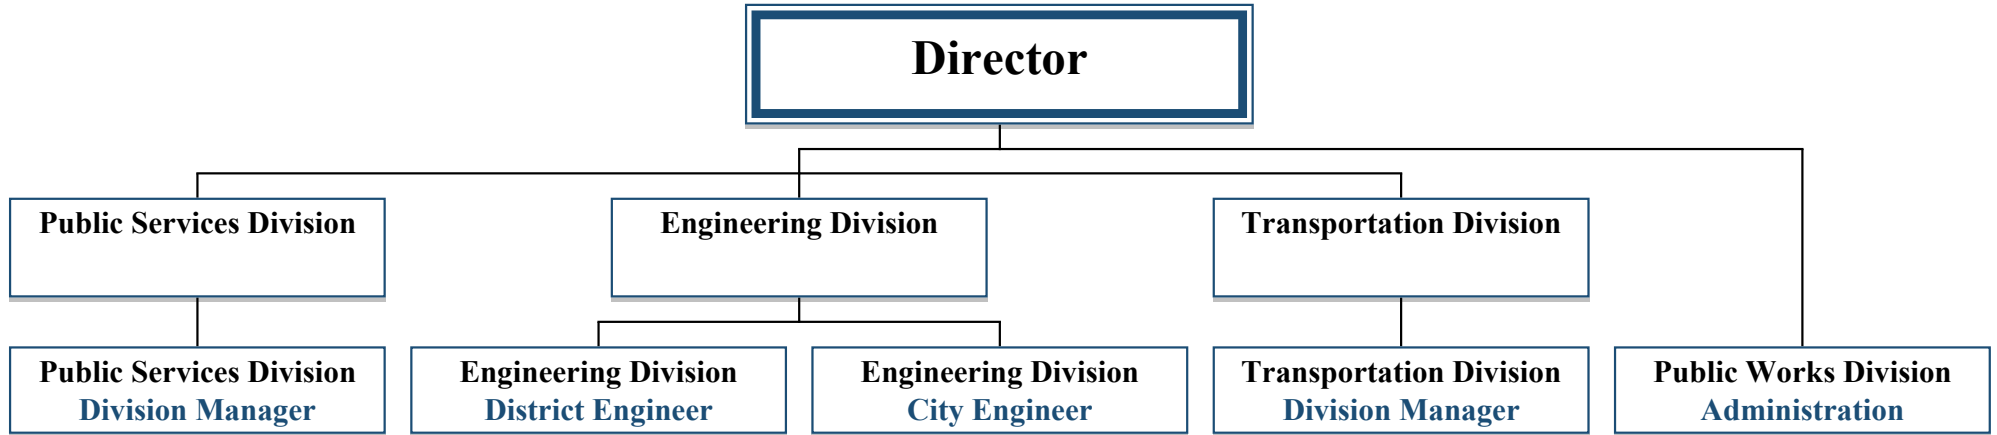 Director
Public Services Division
Engineering Division
Transportation Division
Public Services Division
Division Manager
Engineering Division
District Engineer
Engineering Division
City Engineer
Transportation Division
Division Manager
Public Works Division
Administration